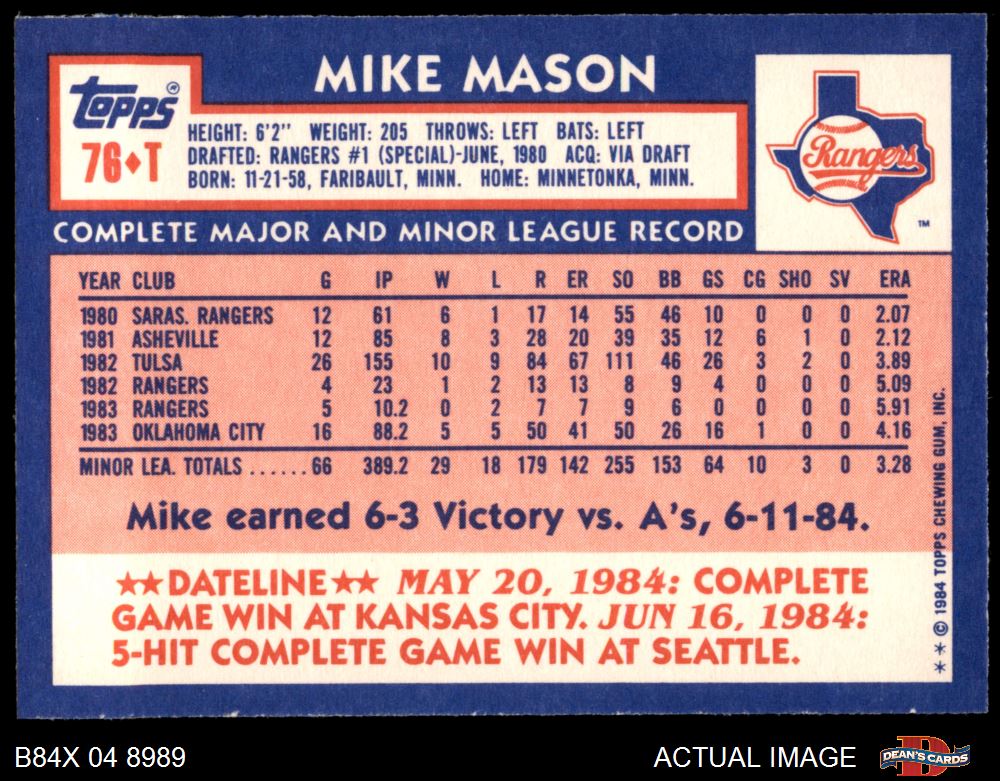 MIKE MASON
Topps®
76♦T
HEIGHT: 6'2" WEIGHT: 205 THROWS: LEFT BATS: LEFT
DRAFTED: RANGERS #1 (SPECIAL)-JUNE, 1980 ACQ: VIA DRAFT
BORN: 11-21-58, FARIBAULT, MINN. HOME: MINNETONKA, MINN.
Rangers
TM
COMPLETE MAJOR AND MINOR LEAGUE RECORD
YEAR CLUB G IP W L R ER SO BB GS CG SHO SV ERA
1980 SARAS. RANGERS 12 61 6 1 17 14 55 46 10 0 0 0 2.07
1981 ASHEVILLE 12 85 8 3 28 20 39 35 12 6 1 0 2.12
1982 TULSA 26 155 10 9 84 67 111 46 26 3 2 0 3.89
1982 RANGERS 4 23 1 2 13 13 8 9 4 0 0 0 5.09
1983 RANGERS 5 10.2 0 2 7 7 9 6 0 0 0 0 5.91
1983 OKLAHOMA CITY 16 88.2 5 5 50 41 50 26 16 1 0 0 4.16
MINOR LEA. TOTALS ...... 66 389.2 29 18 179 142 255 153 64 10 3 0 3.28
Mike earned 6-3 Victory vs. A's, 6-11-84.
★★DATELINE★★ MAY 20, 1984: COMPLETE
GAME WIN AT KANSAS CITY. JUN 16, 1984:
5-HIT COMPLETE GAME WIN AT SEATTLE.
** © 1984 TOPPS CHEWING GUM, INC.
B84X 04 8989
ACTUAL IMAGE
DEAN'S CARDS